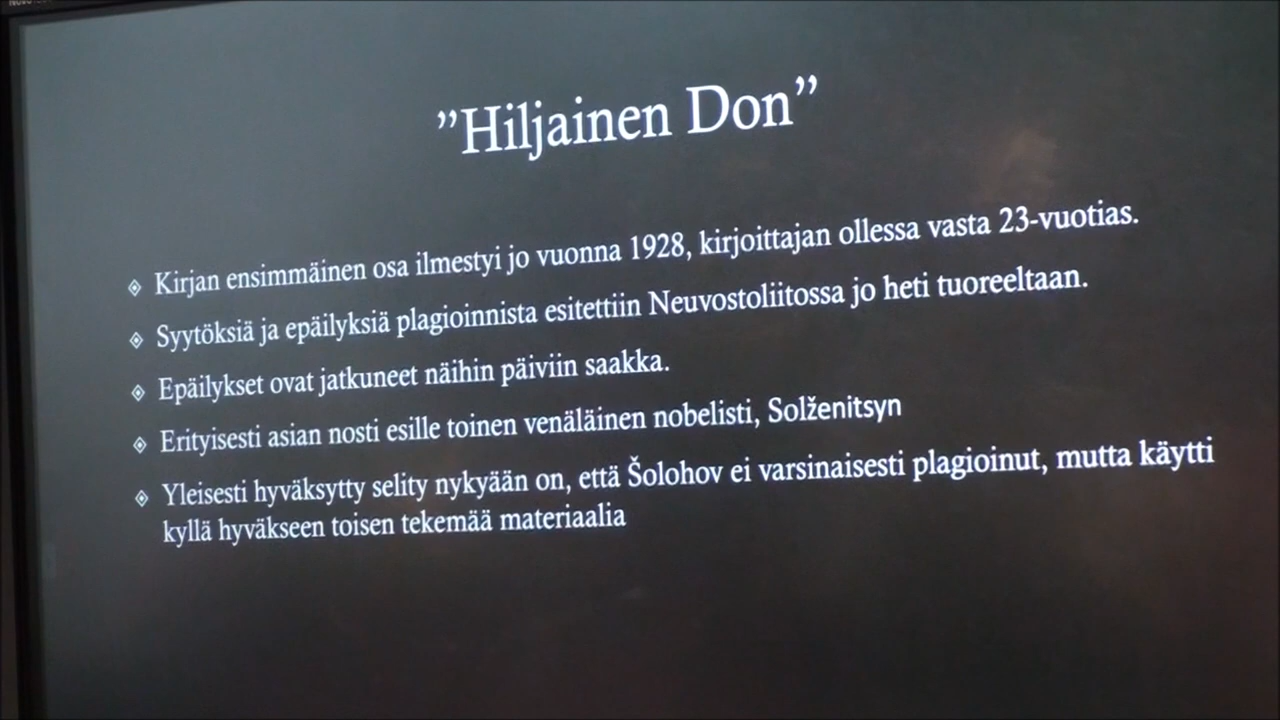 ”Hiljainen Don”
Kirjan ensimmäinen osa ilmestyi jo vuonna 1928, kirjoittajan ollessa vasta 23-vuotias.
Syytöksiä ja epäilyksiä plagioinnista esitettiin Neuvostoliitossa jo heti tuoreeltaan.
Epäilykset ovat jatkuneet näihin päiviin saakka.
Erityisesti asian nosti esille toinen venäläinen nobelisti, Solženitsyn
Yleisesti hyväksytty selity nykyään on, että Šolohov ei varsinaisesti plagioinut, mutta käytti
kyllä hyväkseen toisen tekemää materiaalia